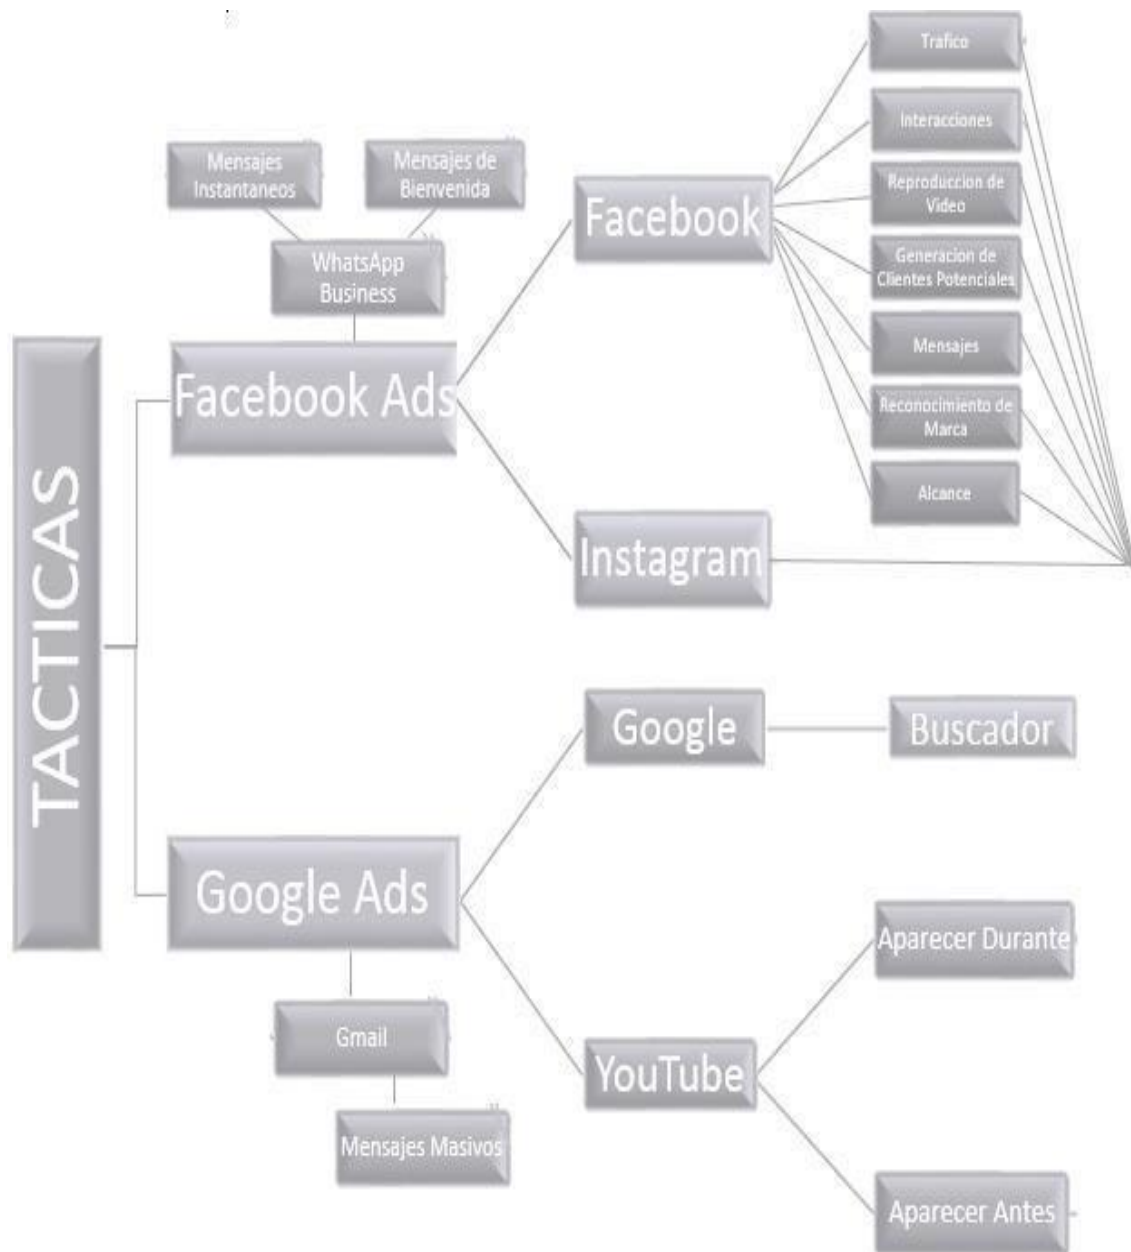 Trafico
Interacciones
Reproduccion de
Video
Generacion de
Clientes Potenciales
Mensajes
Reconocimiento de
Marca
Alcance
Mensajes
Instantaneos
Mensajes de
Bienvenida
WhatsApp
Business
Facebook
Facebook Ads
Instagram
TACTICAS
Google
Buscador
Google Ads
Aparecer Durante
Gmail
YouTube
Mensajes Masivos
Aparecer Antes